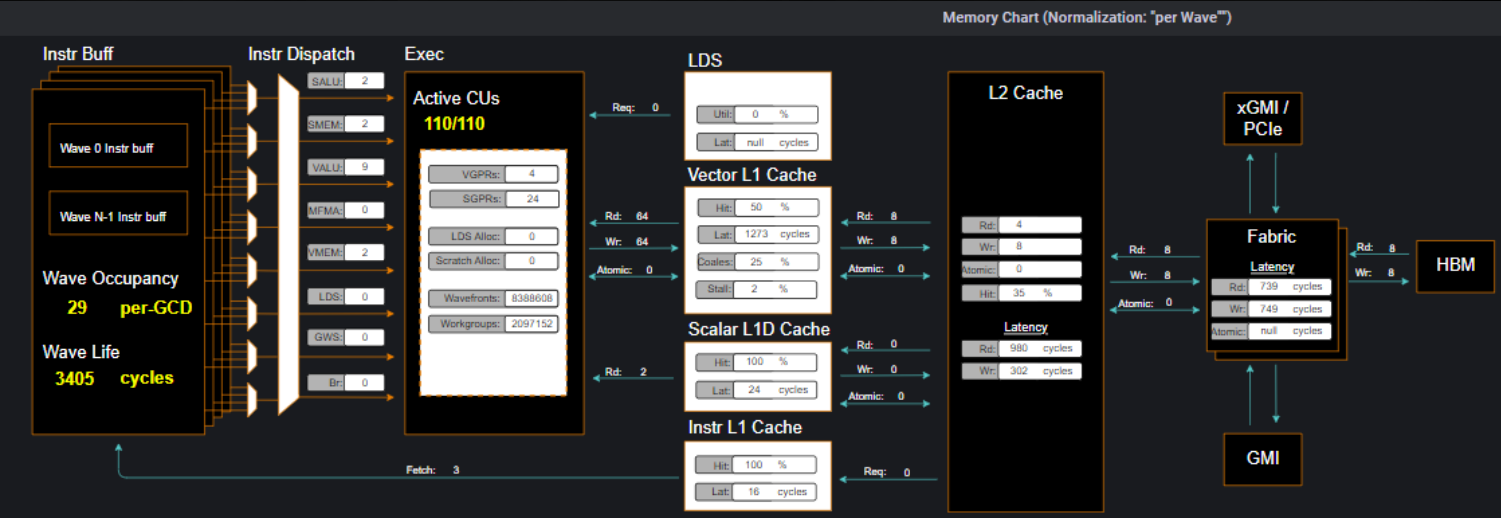 Memory Chart (Normalization: "per Wave"")
Instr Buff
Wave 0 Instr buff
Wave N-1 Instr buff
Wave Occupancy
29 per-GCD
Wave Life
3405 cycles
Instr Dispatch
SALU: 2
SMEM: 2
VALU: 9
MFMA: 0
VMEM: 2
LDS: 0
GWS: 0
Br: 0
Exec
Active CUs
110/110
VGPRs: 4
SGPRs: 24
LDS Alloc: 0
Scratch Alloc: 0
Wavefronts: 8388608
Workgroups: 2097152
Req: 0
Rd: 64
Wr: 64
Atomic: 0
Rd: 2
Fetch: 3
LDS
Util: 0 %
Lat: null cycles
Vector L1 Cache
Hit: 50 %
Lat: 1273 cycles
Coales: 25 %
Stall: 2 %
Scalar L1D Cache
Hit: 100 %
Lat: 24 cycles
Instr L1 Cache
Hit: 100 %
Lat: 16 cycles
Rd: 8
Wr: 8
Atomic: 0
Rd: 0
Wr: 0
Atomic: 0
Req: 0
L2 Cache
Rd: 4
Wr: 8
Atomic: 0
Hit: 35 %
Latency
Rd: 980 cycles
Wr: 302 cycles
Rd: 8
Wr: 8
Atomic: 0
xGMI /
PCIe
Fabric
Latency
Rd: 739 cycles
Wr: 749 cycles
Atomic: null cycles
GMI
Rd: 8
Wr: 8
HBM